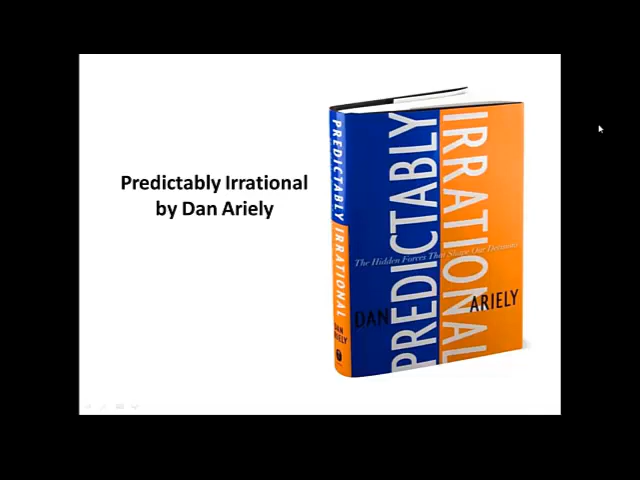 Predictably Irrational
by Dan Ariely
PREDICTABLY IRRATIONAL
DAN
ARIELY
PREDICTABLY
IRRATIONAL
The Hidden Forces That Shape Our Decisions
DAN
ARIELY